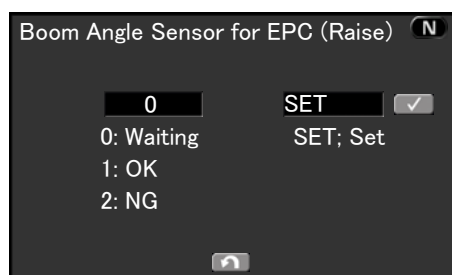 Boom Angle Sensor for EPC (Raise) N
0 SET
0: Waiting SET; Set
1: OK
2: NG